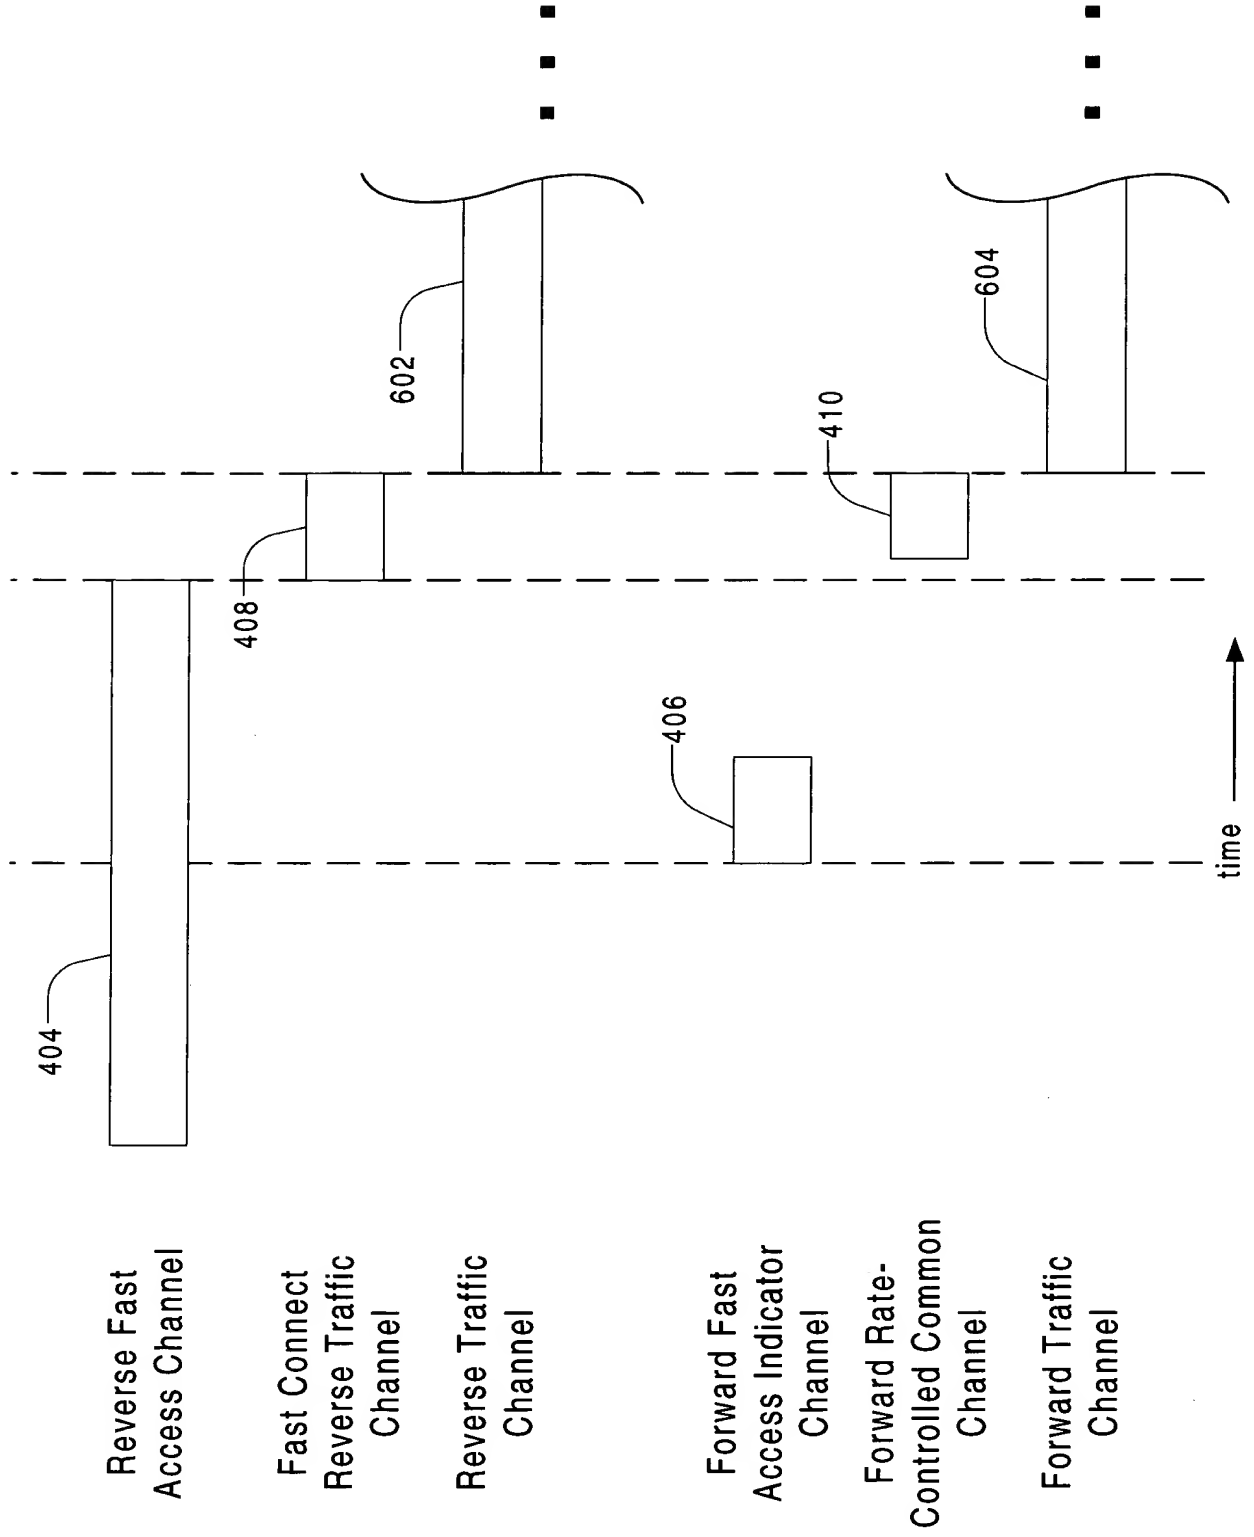 Reverse Fast
Access Channel
404
Fast Connect
Reverse Traffic
Channel
408
Reverse Traffic
Channel
602
Forward Fast
Access Indicator
Channel
406
Forward Rate-
Controlled Common
Channel
410
Forward Traffic
Channel
604
time